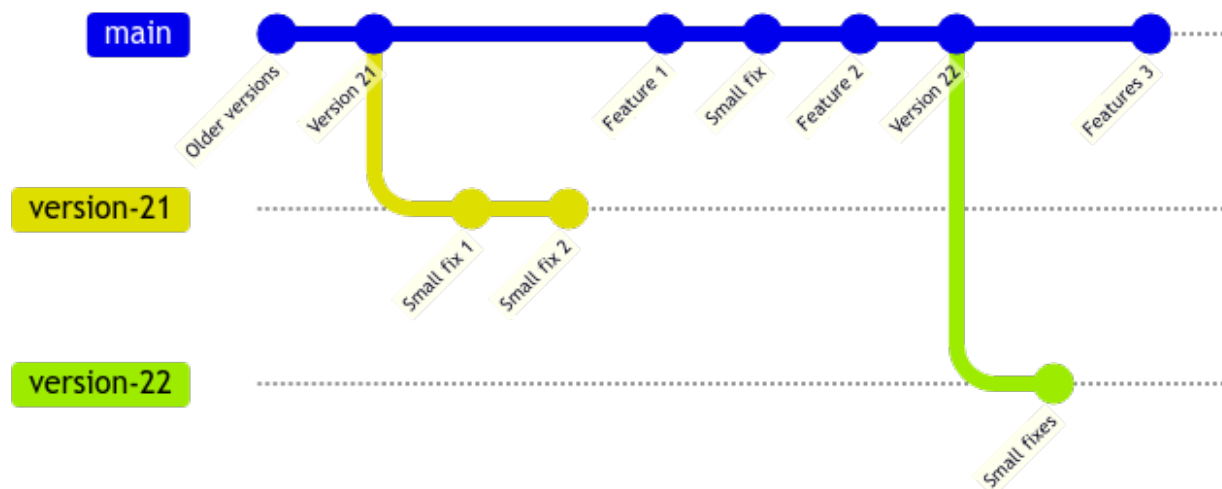 main
Older versions
Version 21
Feature 1
Small fix
Feature 2
Version 22
Features 3
version-21
Small fix 1
Small fix 2
version-22
Small fixes